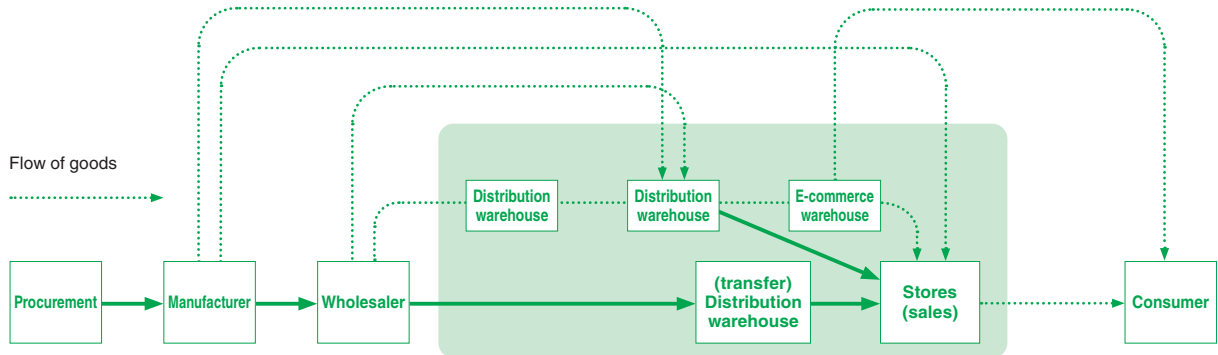 Flow of goods
Distribution
warehouse
Distribution
warehouse
E-commerce
warehouse
Procurement
Manufacturer
Wholesaler
(transfer)
Distribution
warehouse
Stores
(sales)
Consumer